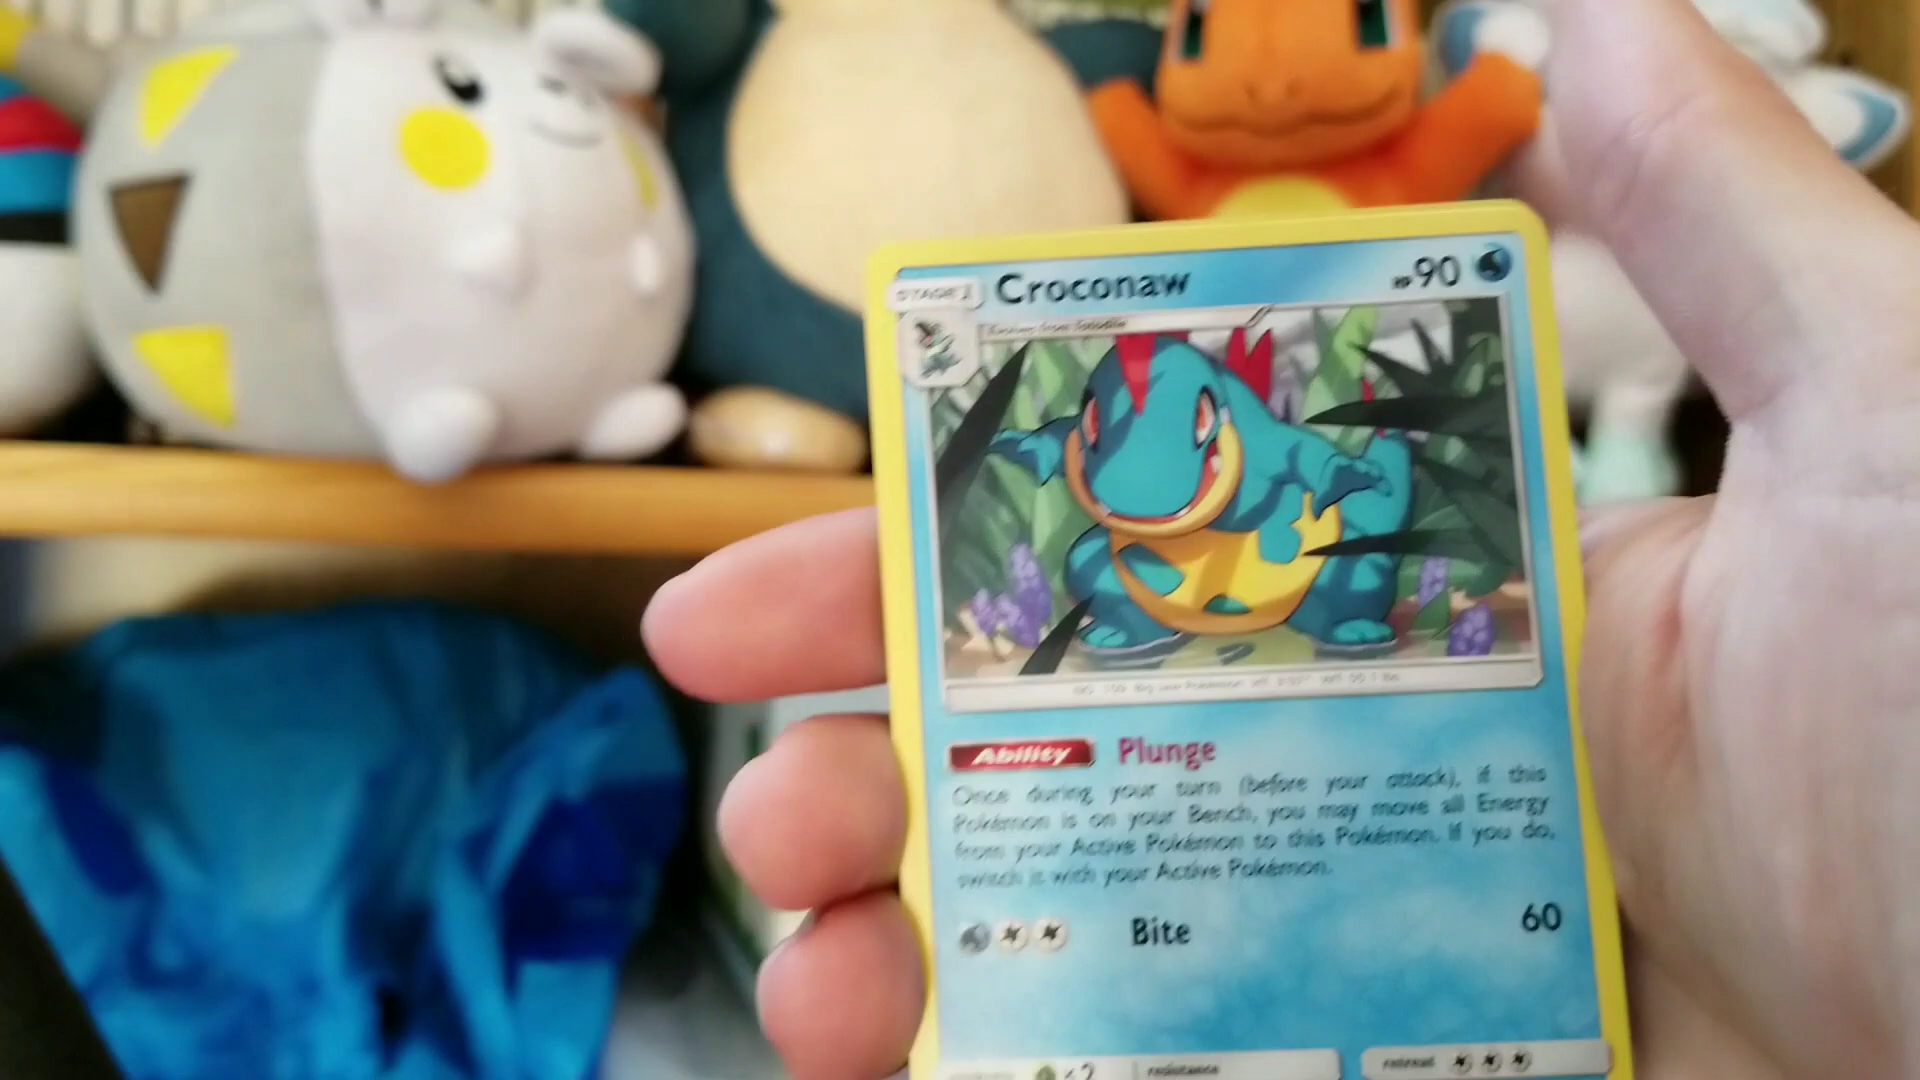 STAGE 1 Croconaw HP90
Evolves from Totodile
Ability Plunge
Once during your turn (before your attack), if this
Pokémon is on your Bench, you may move all Energy
from your Active Pokémon to this Pokémon. If you do,
switch it with your Active Pokémon.
Bite 60
×2 resistance retreat